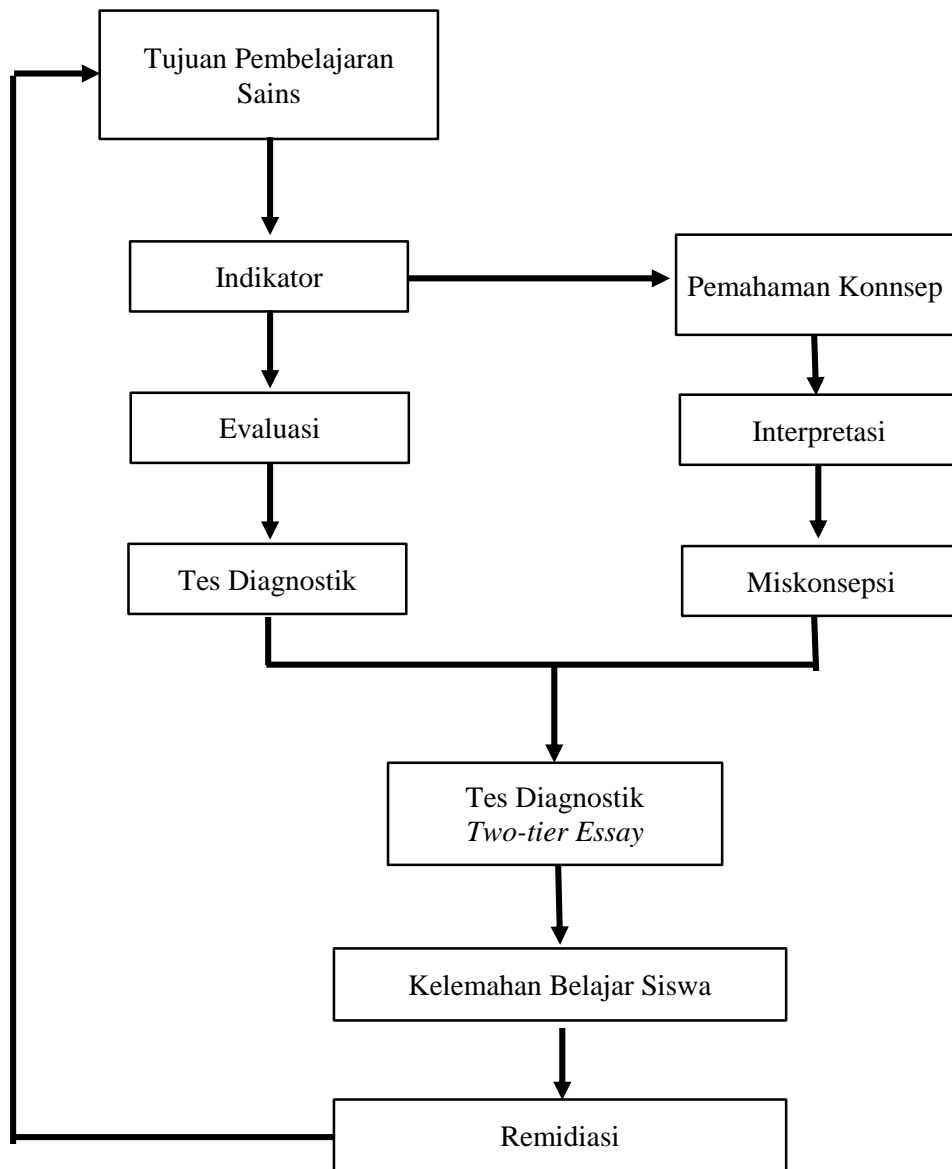 Tujuan Pembelajaran
Sains
Indikator
Pemahaman Konnsep
Evaluasi
Interpretasi
Tes Diagnostik
Miskonsepsi
Tes Diagnostik
Two-tier Essay
Kelemahan Belajar Siswa
Remidiasi